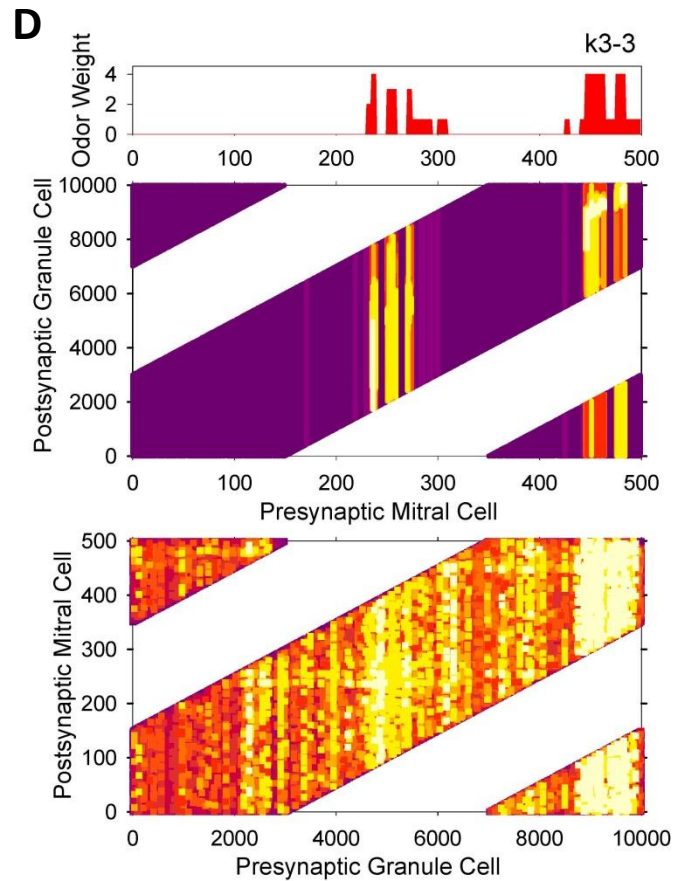 D
k3-3
Odor Weight
4
2
0
0 100 200 300 400 500
Postsynaptic Granule Cell
10000
8000
6000
4000
2000
0
0 100 200 300 400 500
Presynaptic Mitral Cell
Postsynaptic Mitral Cell
500
400
300
200
100
0
0 2000 4000 6000 8000 10000
Presynaptic Granule Cell